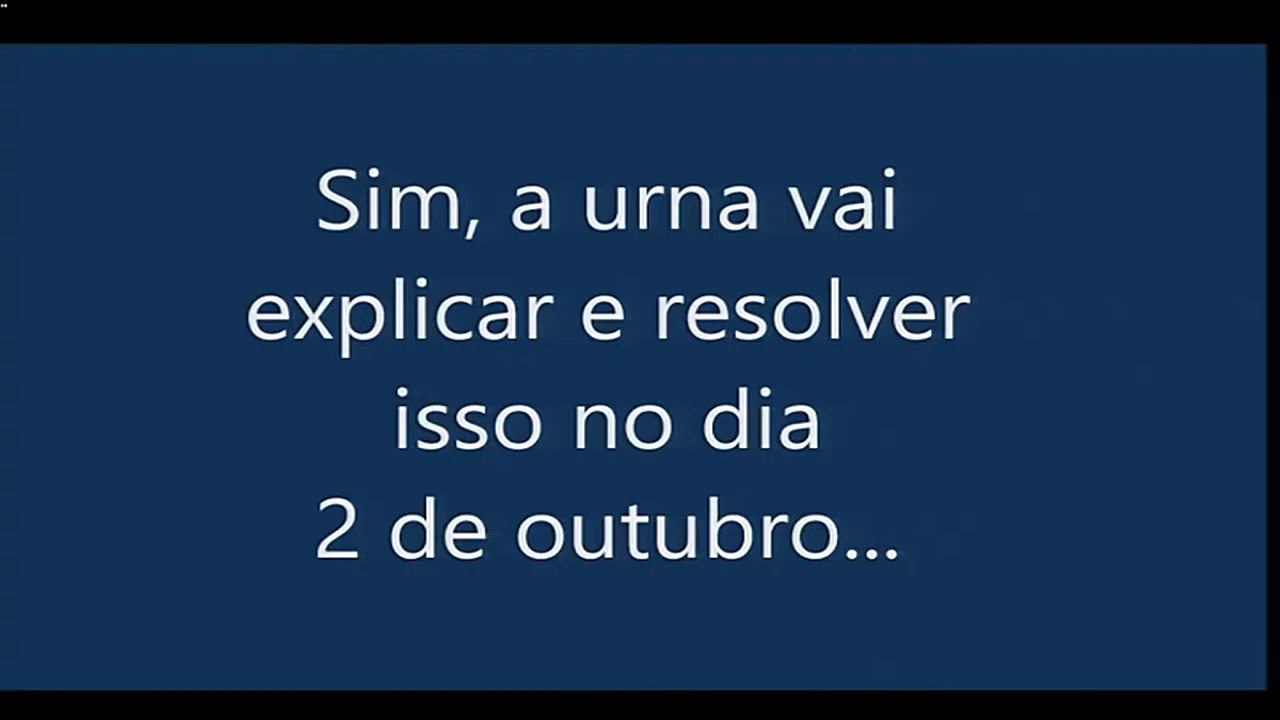 Sim, a urna vai
explicar e resolver
isso no dia
2 de outubro...